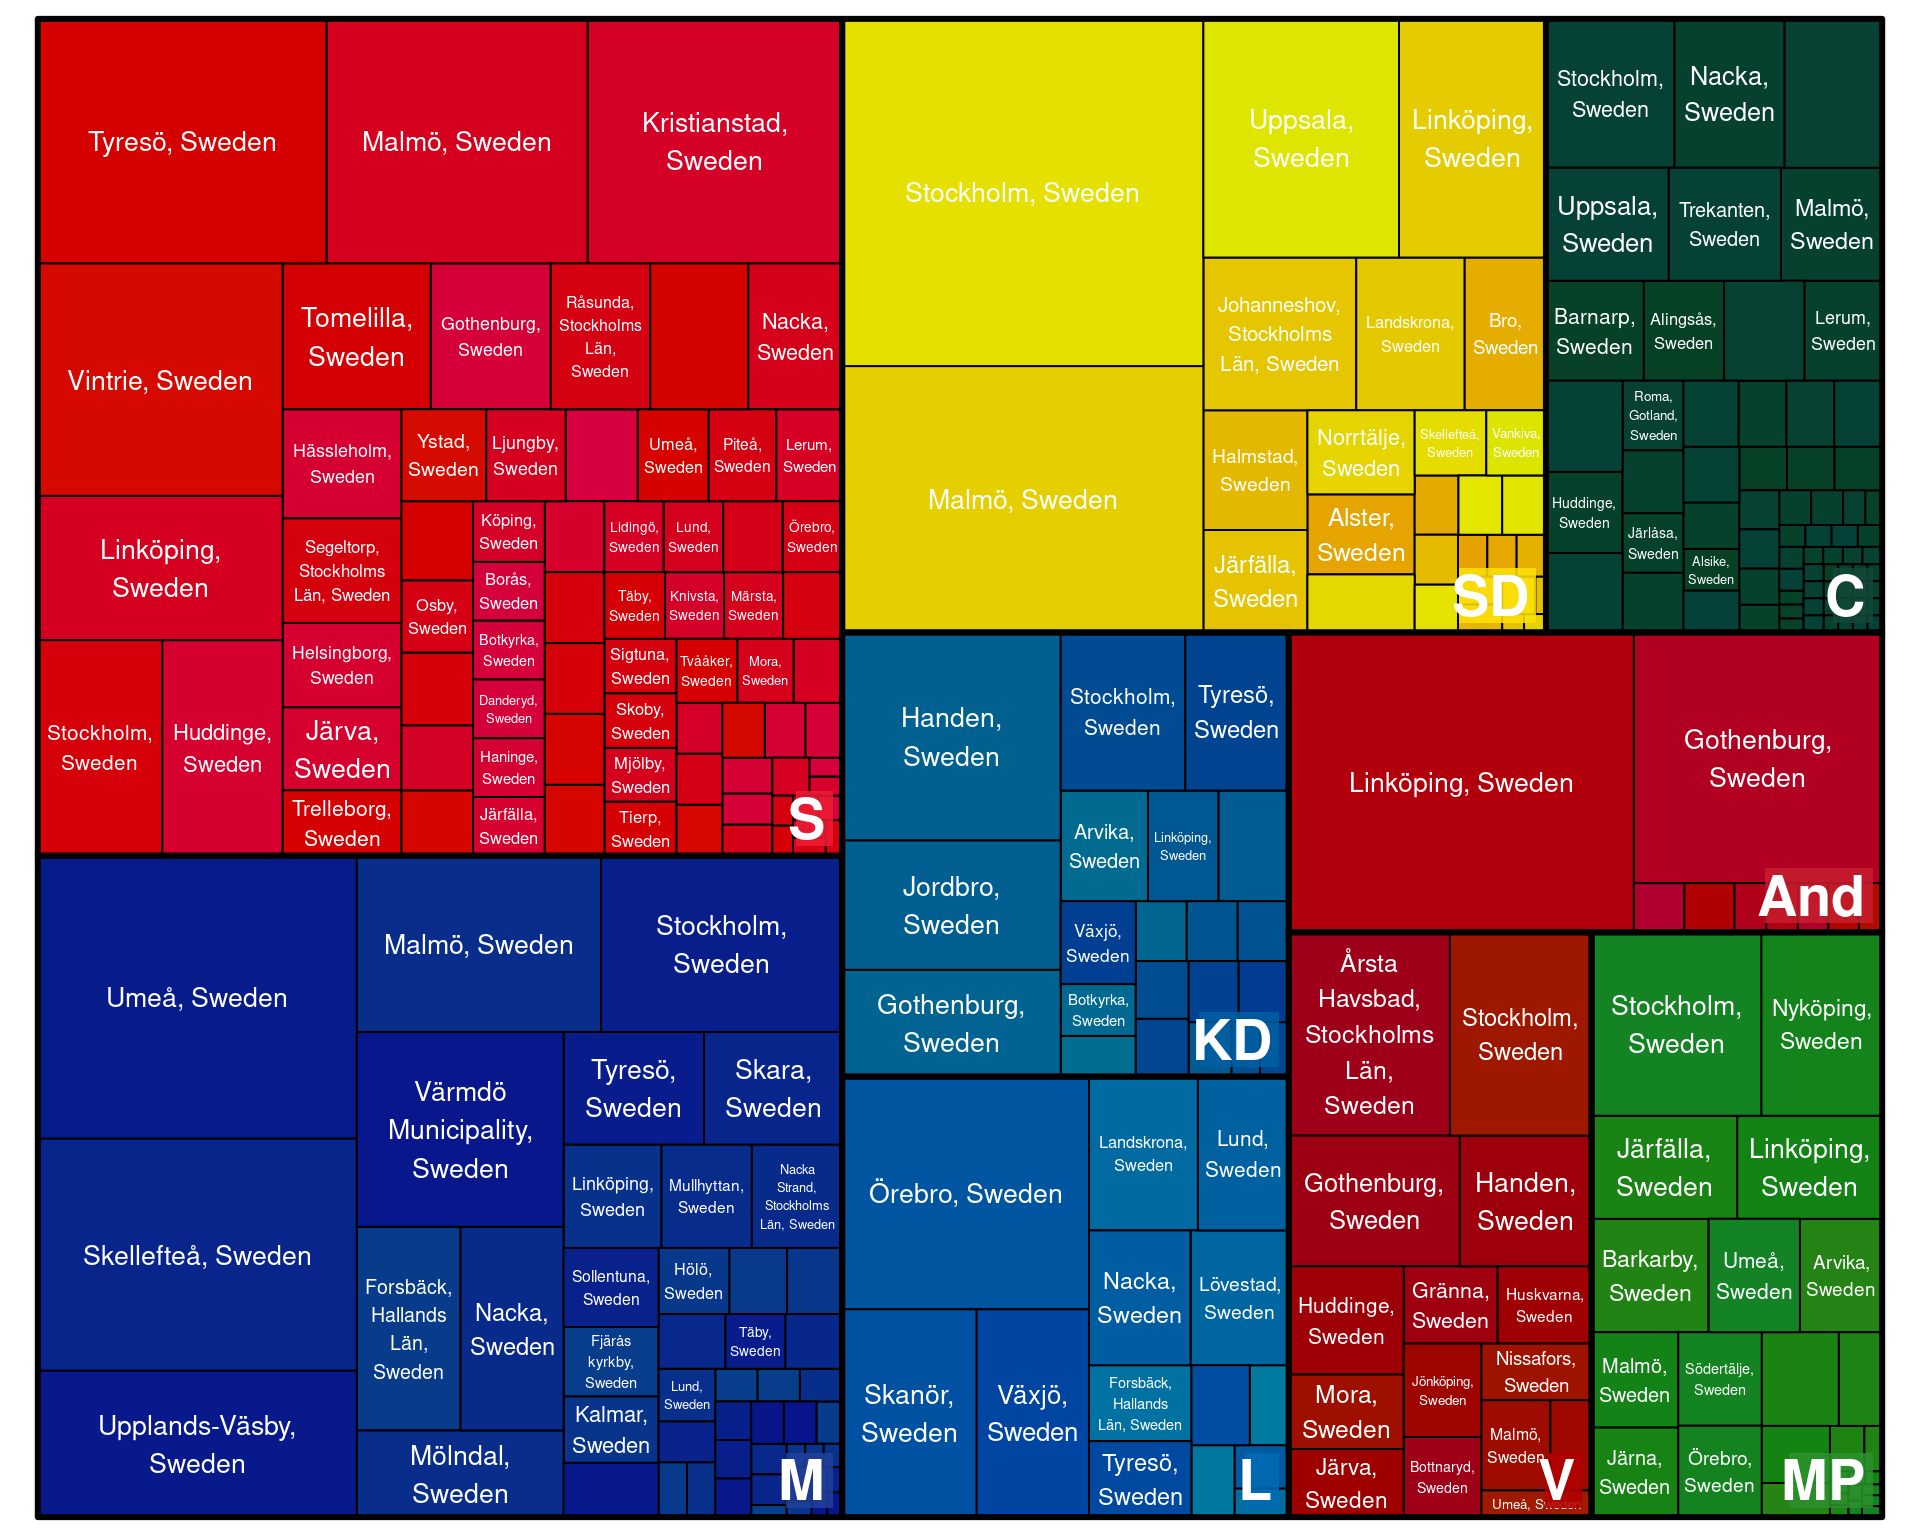 Tyresö, Sweden
Malmö, Sweden
Kristianstad,
Sweden
Vintrie, Sweden
Tomelilla,
Sweden
Gothenburg,
Sweden
Råsunda,
Stockholms
Län,
Sweden
Nacka,
Sweden
Hässleholm,
Sweden
Ystad,
Sweden
Ljungby,
Sweden
Umeå,
Sweden
Piteå,
Sweden
Lerum,
Sweden
Linköping,
Sweden
Segeltorp,
Stockholms
Län, Sweden
Köping,
Sweden
Lidingö,
Sweden
Lund,
Sweden
Örebro,
Sweden
Borås,
Sweden
Osby,
Sweden
Täby,
Sweden
Knivsta,
Sweden
Märsta,
Sweden
Stockholm,
Sweden
Huddinge,
Sweden
Helsingborg,
Sweden
Botkyrka,
Sweden
Sigtuna,
Sweden
Tvååker,
Sweden
Mora,
Sweden
Järva,
Sweden
Danderyd,
Sweden
Skoby,
Sweden
Haninge,
Sweden
Mjölby,
Sweden
Trelleborg,
Sweden
Järfälla,
Sweden
Tierp,
Sweden
S
Umeå, Sweden
Malmö, Sweden
Stockholm,
Sweden
Värmdö
Municipality,
Sweden
Tyresö,
Sweden
Skara,
Sweden
Skellefteå, Sweden
Linköping,
Sweden
Mullhyttan,
Sweden
Nacka
Strand,
Stockholms
Län, Sweden
Forsbäck,
Hallands
Län,
Sweden
Nacka,
Sweden
Sollentuna,
Sweden
Hölö,
Sweden
Fjärås
kyrkby,
Sweden
Täby,
Sweden
Lund,
Sweden
Upplands-Väsby,
Sweden
Kalmar,
Sweden
Mölndal,
Sweden
M
Stockholm, Sweden
Uppsala,
Sweden
Linköping,
Sweden
Johanneshov,
Stockholms
Län, Sweden
Landskrona,
Sweden
Bro,
Sweden
Malmö, Sweden
Halmstad,
Sweden
Norrtälje,
Sweden
Skellefteå,
Sweden
Vankiva,
Sweden
Alster,
Sweden
Järfälla,
Sweden
SD
Stockholm,
Sweden
Nacka,
Sweden
Uppsala,
Sweden
Trekanten,
Sweden
Malmö,
Sweden
Barnarp,
Sweden
Alingsås,
Sweden
Lerum,
Sweden
Roma,
Gotland,
Sweden
Huddinge,
Sweden
Järlåsa,
Sweden
Alsike,
Sweden
C
Handen,
Sweden
Stockholm,
Sweden
Tyresö,
Sweden
Arvika,
Sweden
Linköping,
Sweden
Jordbro,
Sweden
Växjö,
Sweden
Gothenburg,
Sweden
Botkyrka,
Sweden
KD
Linköping, Sweden
Gothenburg,
Sweden
And
Örebro, Sweden
Landskrona,
Sweden
Lund,
Sweden
Nacka,
Sweden
Lövestad,
Sweden
Skanör,
Sweden
Växjö,
Sweden
Forsbäck,
Hallands
Län, Sweden
Tyresö,
Sweden
L
Årsta
Havsbad,
Stockholms
Län,
Sweden
Stockholm,
Sweden
Gothenburg,
Sweden
Handen,
Sweden
Huddinge,
Sweden
Gränna,
Sweden
Huskvarna,
Sweden
Nissafors,
Sweden
Mora,
Sweden
Jönköping,
Sweden
Malmö,
Sweden
Järva,
Sweden
Bottnaryd,
Sweden
Umeå, Sweden
V
Stockholm,
Sweden
Nyköping,
Sweden
Järfälla,
Sweden
Linköping,
Sweden
Barkarby,
Sweden
Umeå,
Sweden
Arvika,
Sweden
Malmö,
Sweden
Södertälje,
Sweden
Järna,
Sweden
Örebro,
Sweden
MP